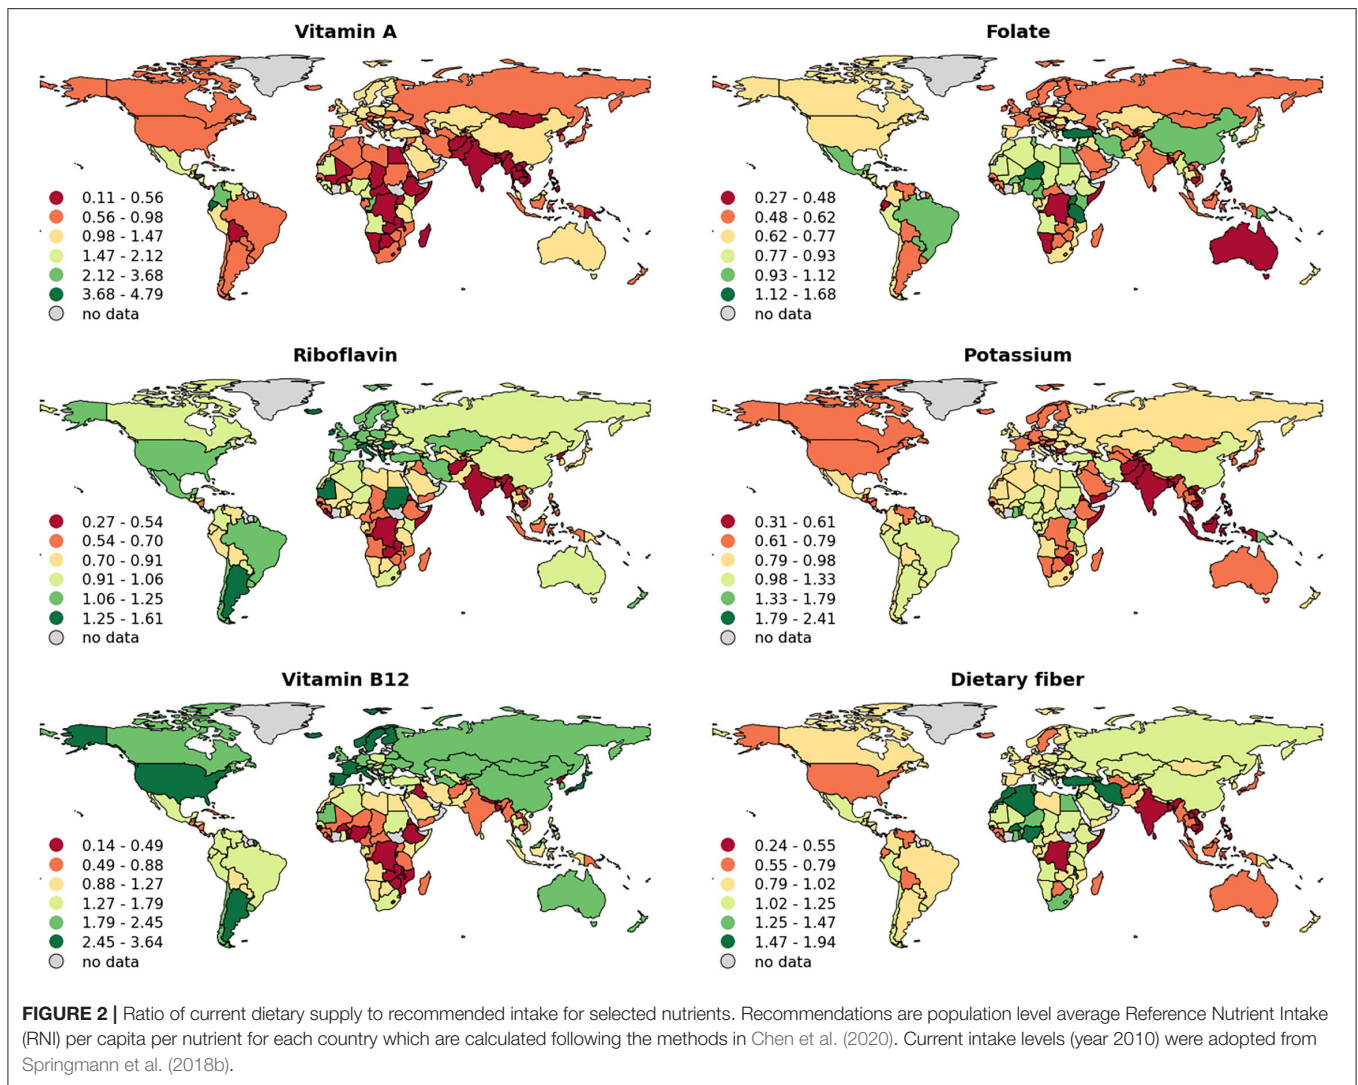 Vitamin A
0.11 - 0.56
0.56 - 0.98
0.98 - 1.47
1.47 - 2.12
2.12 - 3.68
3.68 - 4.79
no data
Folate
0.27 - 0.48
0.48 - 0.62
0.62 - 0.77
0.77 - 0.93
0.93 - 1.12
1.12 - 1.68
no data
Riboflavin
0.27 - 0.54
0.54 - 0.70
0.70 - 0.91
0.91 - 1.06
1.06 - 1.25
1.25 - 1.61
no data
Potassium
0.31 - 0.61
0.61 - 0.79
0.79 - 0.98
0.98 - 1.33
1.33 - 1.79
1.79 - 2.41
no data
Vitamin B12
0.14 - 0.49
0.49 - 0.88
0.88 - 1.27
1.27 - 1.79
1.79 - 2.45
2.45 - 3.64
no data
Dietary fiber
0.24 - 0.55
0.55 - 0.79
0.79 - 1.02
1.02 - 1.25
1.25 - 1.47
1.47 - 1.94
no data
FIGURE 2 | Ratio of current dietary supply to recommended intake for selected nutrients. Recommendations are population level average Reference Nutrient Intake
(RNI) per capita per nutrient for each country which are calculated following the methods in Chen et al. (2020). Current intake levels (year 2010) were adopted from
Springmann et al. (2018b).